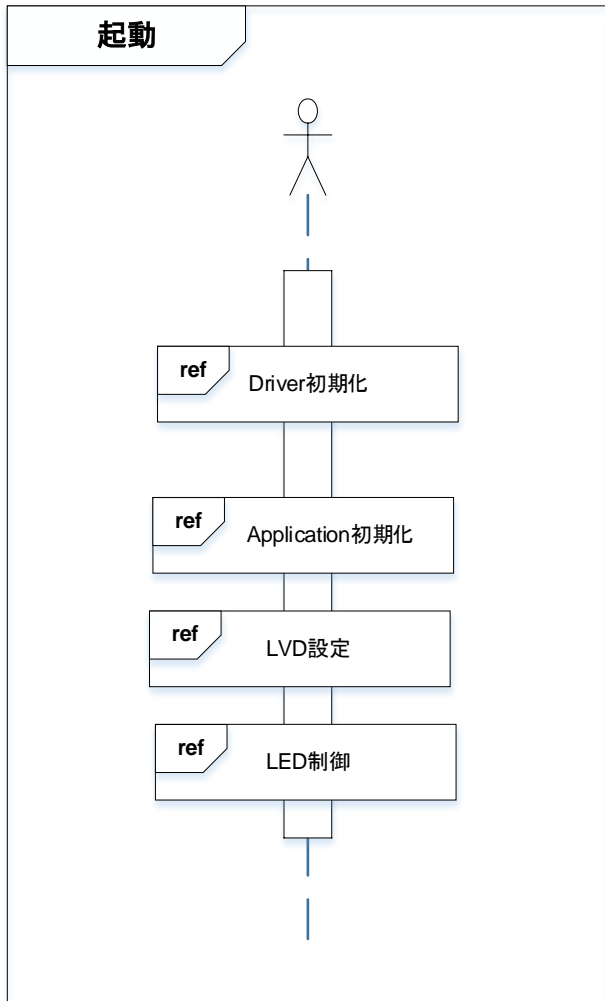 起動
ref
Driver初期化
ref
Application初期化
ref
LVD設定
ref
LED制御